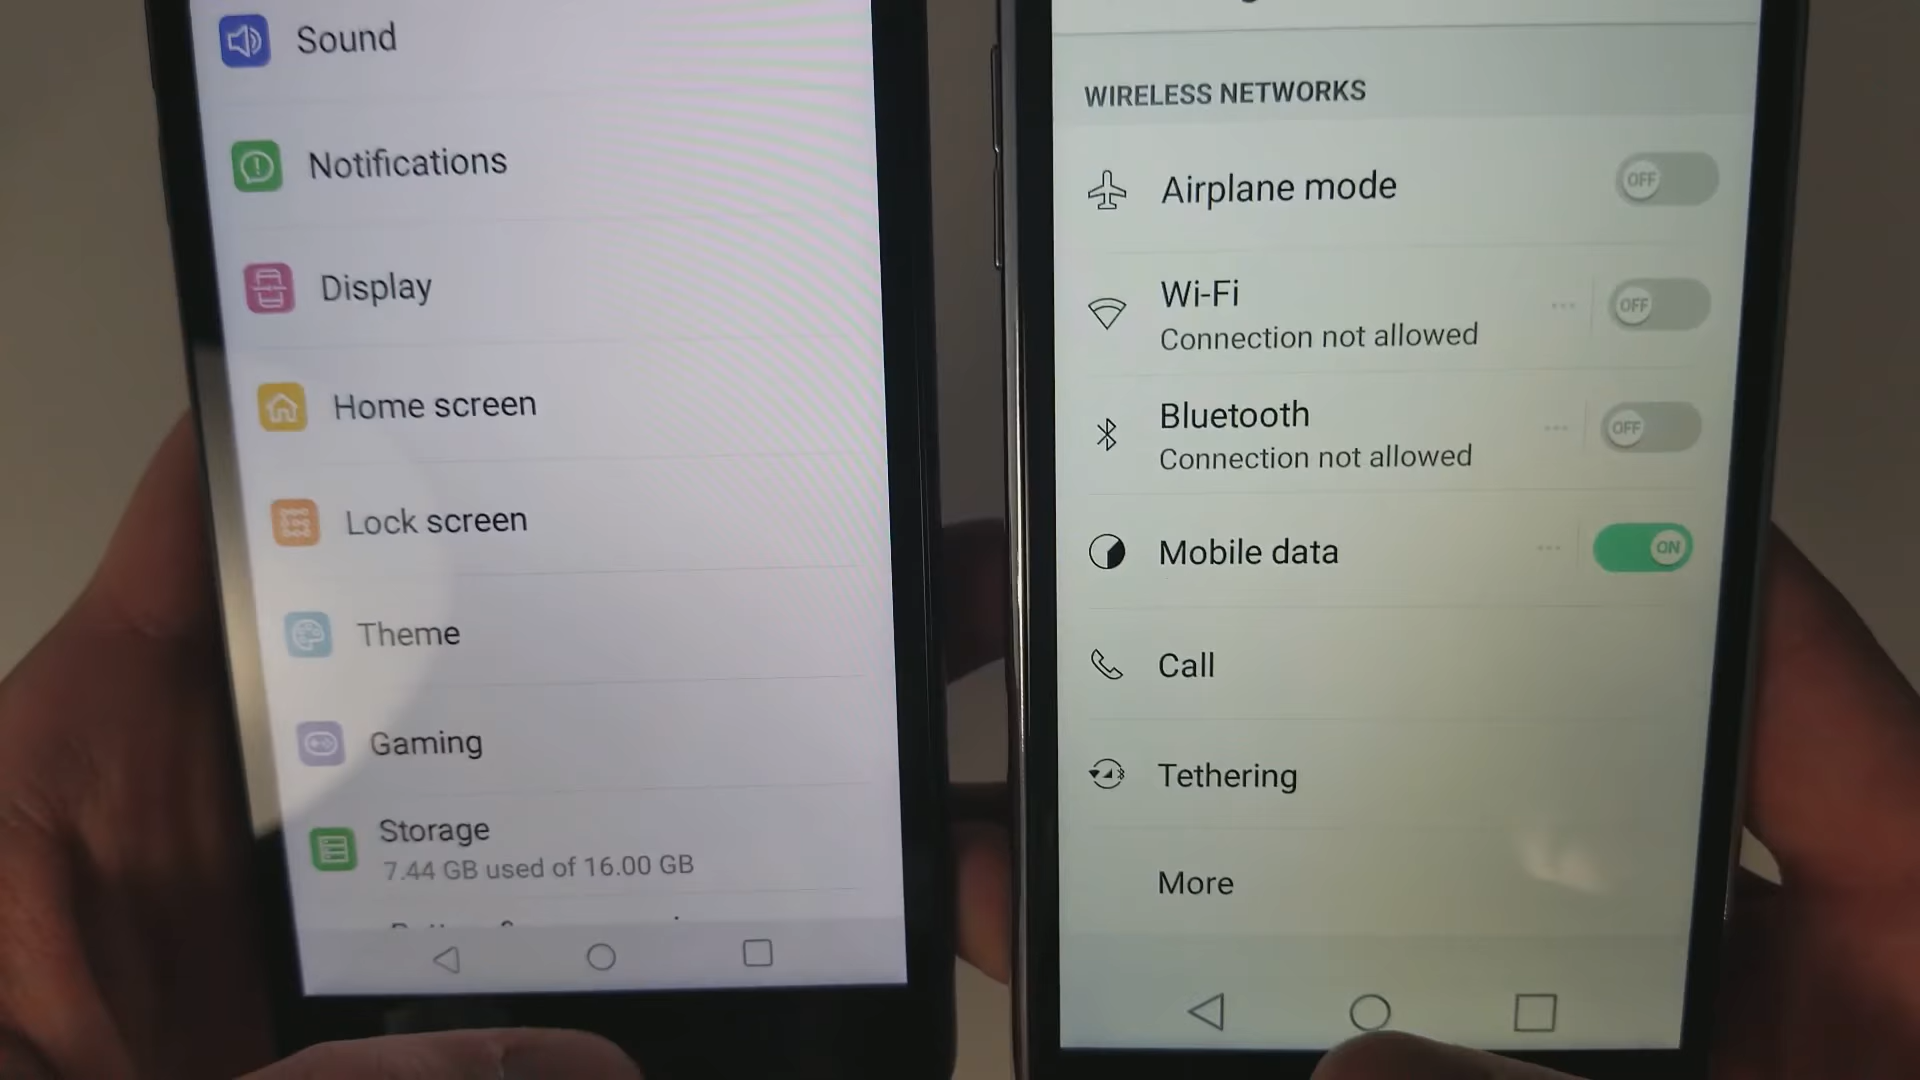 Sound
Notifications
Display
Home screen
Lock screen
Theme
Gaming
Storage
7.44 GB used of 16.00 GB
WIRELESS NETWORKS
Airplane mode
OFF
Wi-Fi
Connection not allowed
OFF
Bluetooth
Connection not allowed
OFF
Mobile data
ON
Call
Tethering
More